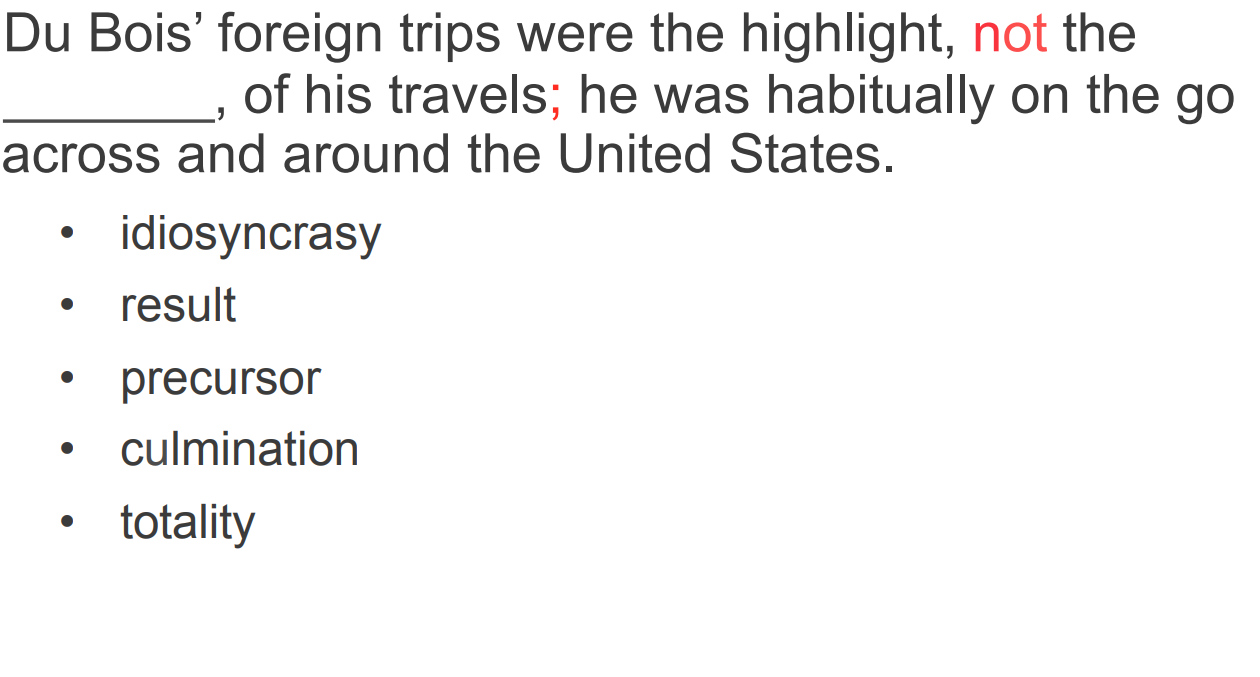 Du Bois’ foreign trips were the highlight, not the
________, of his travels; he was habitually on the go
across and around the United States.
• idiosyncrasy
• result
• precursor
• culmination
• totality